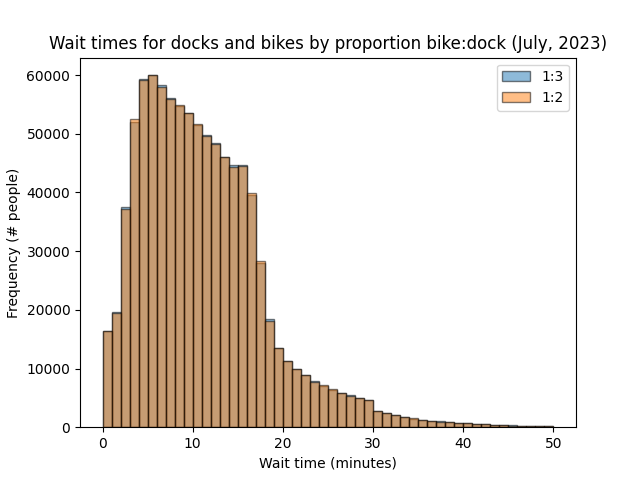 Wait times for docks and bikes by proportion bike:dock (July, 2023)
60000
50000
40000
30000
20000
10000
0
Frequency (# people)
1:3
1:2
0 10 20 30 40 50
Wait time (minutes)